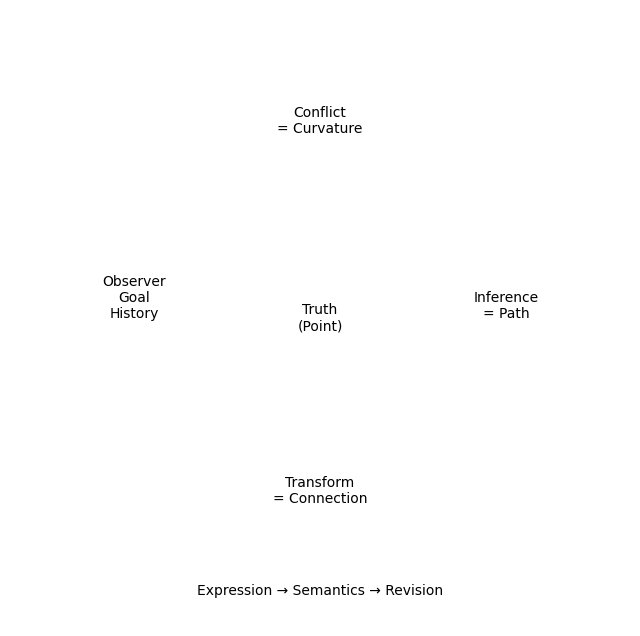 Conflict
= Curvature
Observer
Goal
History
Truth
(Point)
Inference
= Path
Transform
= Connection
Expression → Semantics → Revision